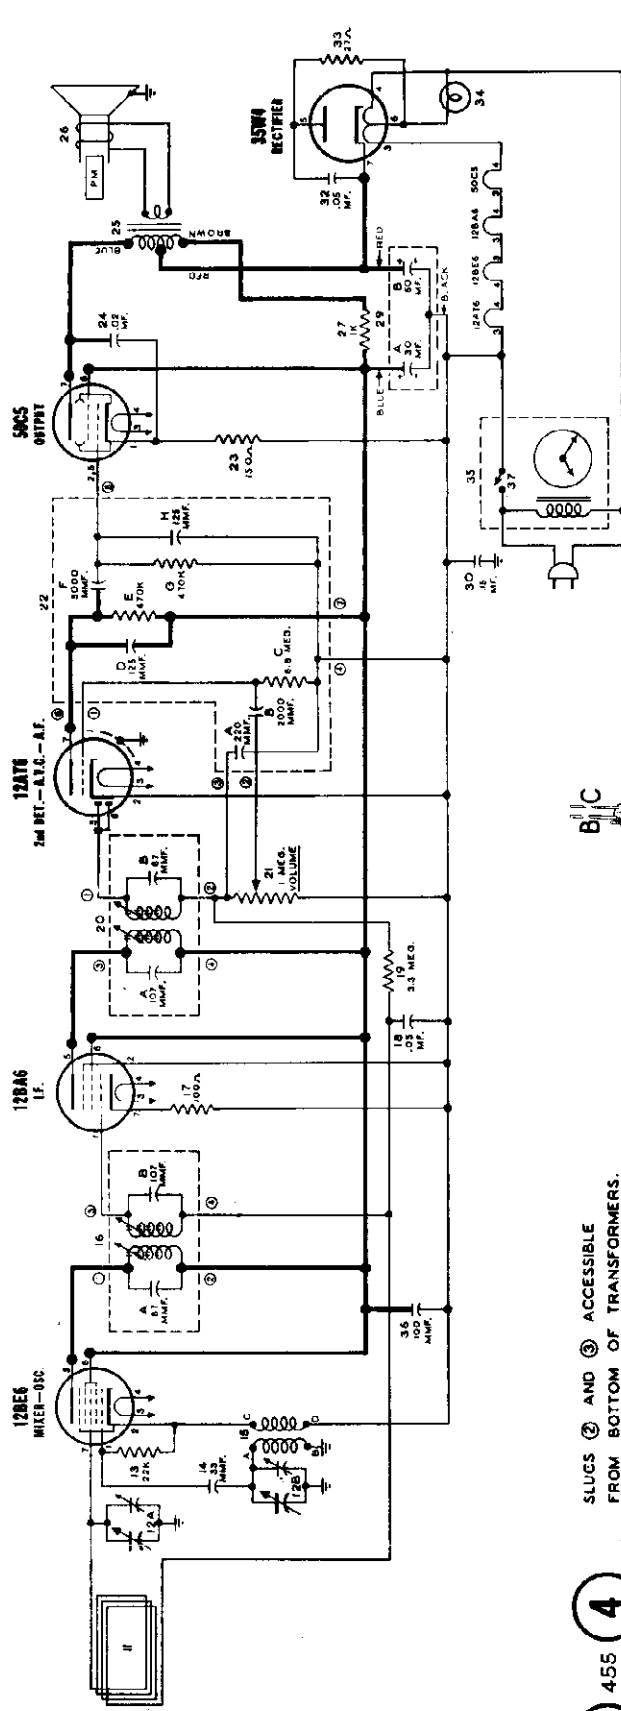 12BE6
MIXER-OSC.
12BA6
I.F.
12AT6
2nd DET.-A.V.C.-A.F.
50C5
OUTPUT
35W4
RECTIFIER
11
12A
13
22K
14
33
MMF.
12B
15
A
B
C
D
16
A
87
MMF.
B
107
MMF.
17
100Ω
18
.05
MF.
19
3.3 MEG.
20
A
107
MMF.
B
87
MMF.
21
1 MEG.
VOLUME
22
A
220
MMF.
B
2000
MMF.
C
6.8 MEG.
D
125
MMF.
E
470K
F
5000
MMF.
G
470K
H
125
MMF.
23
150Ω
24
.02
MF.
25
BLUE
RED
BROWN
26
PM
27
1K
29
A
30
MF.
B
50
MF.
BLUE
RED
BLACK
30
.15
MF.
32
.05
MF.
33
27Ω
34
35
37
36
100
MMF.
12AT6
12BE6
12BA6
50C5
SLUGS ② AND ③ ACCESSIBLE
FROM BOTTOM OF TRANSFORMERS.
455
4
B C